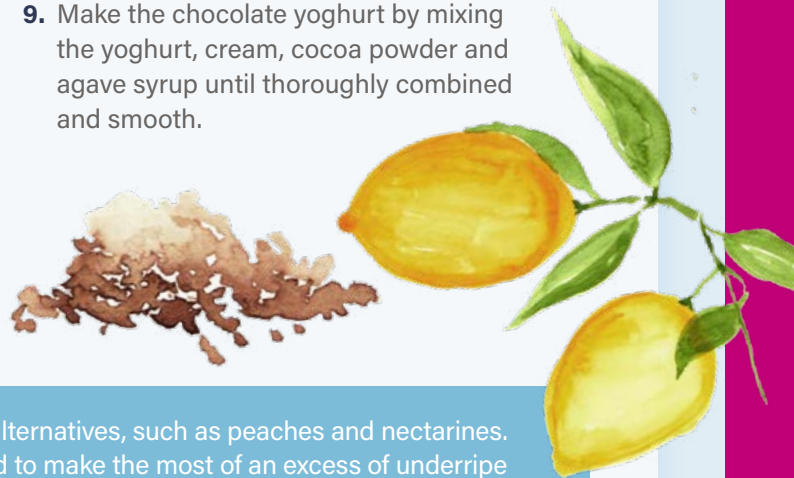 9. Make the chocolate yoghurt by mixing
the yoghurt, cream, cocoa powder and
agave syrup until thoroughly combined
and smooth.
lternatives, such as peaches and nectarines.
d to make the most of an excess of underripe